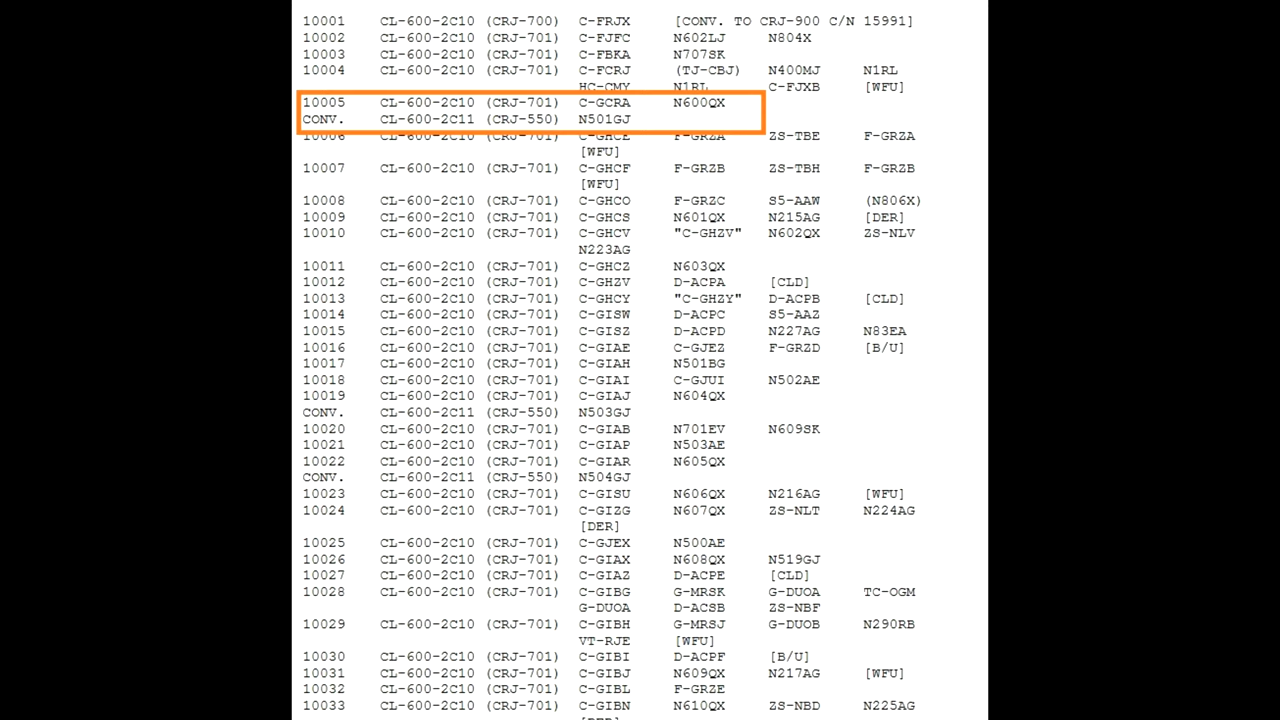 10001 CL-600-2C10 (CRJ-700) C-FRJX [CONV. TO CRJ-900 C/N 15991]
10002 CL-600-2C10 (CRJ-701) C-FJFC N602LJ N804X
10003 CL-600-2C10 (CRJ-701) C-FBKA N707SK
10004 CL-600-2C10 (CRJ-701) C-FCRJ (TJ-CBJ) N400MJ N1RL
HC-CMY N1RL C-FJXB [WFU]
10005 CL-600-2C10 (CRJ-701) C-GCRA N600QX
CONV. CL-600-2C11 (CRJ-550) N501GJ
10006 CL-600-2C10 (CRJ-701) C-GHCE F-GRZA ZS-TBE F-GRZA
[WFU]
10007 CL-600-2C10 (CRJ-701) C-GHCF F-GRZB ZS-TBH F-GRZB
[WFU]
10008 CL-600-2C10 (CRJ-701) C-GHCO F-GRZC S5-AAW (N806X)
10009 CL-600-2C10 (CRJ-701) C-GHCS N601QX N215AG [DER]
10010 CL-600-2C10 (CRJ-701) C-GHCV "C-GHZV" N602QX ZS-NLV
N223AG
10011 CL-600-2C10 (CRJ-701) C-GHCZ N603QX
10012 CL-600-2C10 (CRJ-701) C-GHZV D-ACPA [CLD]
10013 CL-600-2C10 (CRJ-701) C-GHCY "C-GHZY" D-ACPB [CLD]
10014 CL-600-2C10 (CRJ-701) C-GISW D-ACPC S5-AAZ
10015 CL-600-2C10 (CRJ-701) C-GISZ D-ACPD N227AG N83EA
10016 CL-600-2C10 (CRJ-701) C-GIAE C-GJEZ F-GRZD [B/U]
10017 CL-600-2C10 (CRJ-701) C-GIAH N501BG
10018 CL-600-2C10 (CRJ-701) C-GIAI C-GJUI N502AE
10019 CL-600-2C10 (CRJ-701) C-GIAJ N604QX
CONV. CL-600-2C11 (CRJ-550) N503GJ
10020 CL-600-2C10 (CRJ-701) C-GIAB N701EV N609SK
10021 CL-600-2C10 (CRJ-701) C-GIAP N503AE
10022 CL-600-2C10 (CRJ-701) C-GIAR N605QX
CONV. CL-600-2C11 (CRJ-550) N504GJ
10023 CL-600-2C10 (CRJ-701) C-GISU N606QX N216AG [WFU]
10024 CL-600-2C10 (CRJ-701) C-GIZG N607QX ZS-NLT N224AG
[DER]
10025 CL-600-2C10 (CRJ-701) C-GJEX N500AE
10026 CL-600-2C10 (CRJ-701) C-GIAX N608QX N519GJ
10027 CL-600-2C10 (CRJ-701) C-GIAZ D-ACPE [CLD]
10028 CL-600-2C10 (CRJ-701) C-GIBG G-MRSK G-DUOA TC-OGM
G-DUOA D-ACSB ZS-NBF
10029 CL-600-2C10 (CRJ-701) C-GIBH G-MRSJ G-DUOB N290RB
VT-RJE [WFU]
10030 CL-600-2C10 (CRJ-701) C-GIBI D-ACPF [B/U]
10031 CL-600-2C10 (CRJ-701) C-GIBJ N609QX N217AG [WFU]
10032 CL-600-2C10 (CRJ-701) C-GIBL F-GRZE
10033 CL-600-2C10 (CRJ-701) C-GIBN N610QX ZS-NBD N225AG